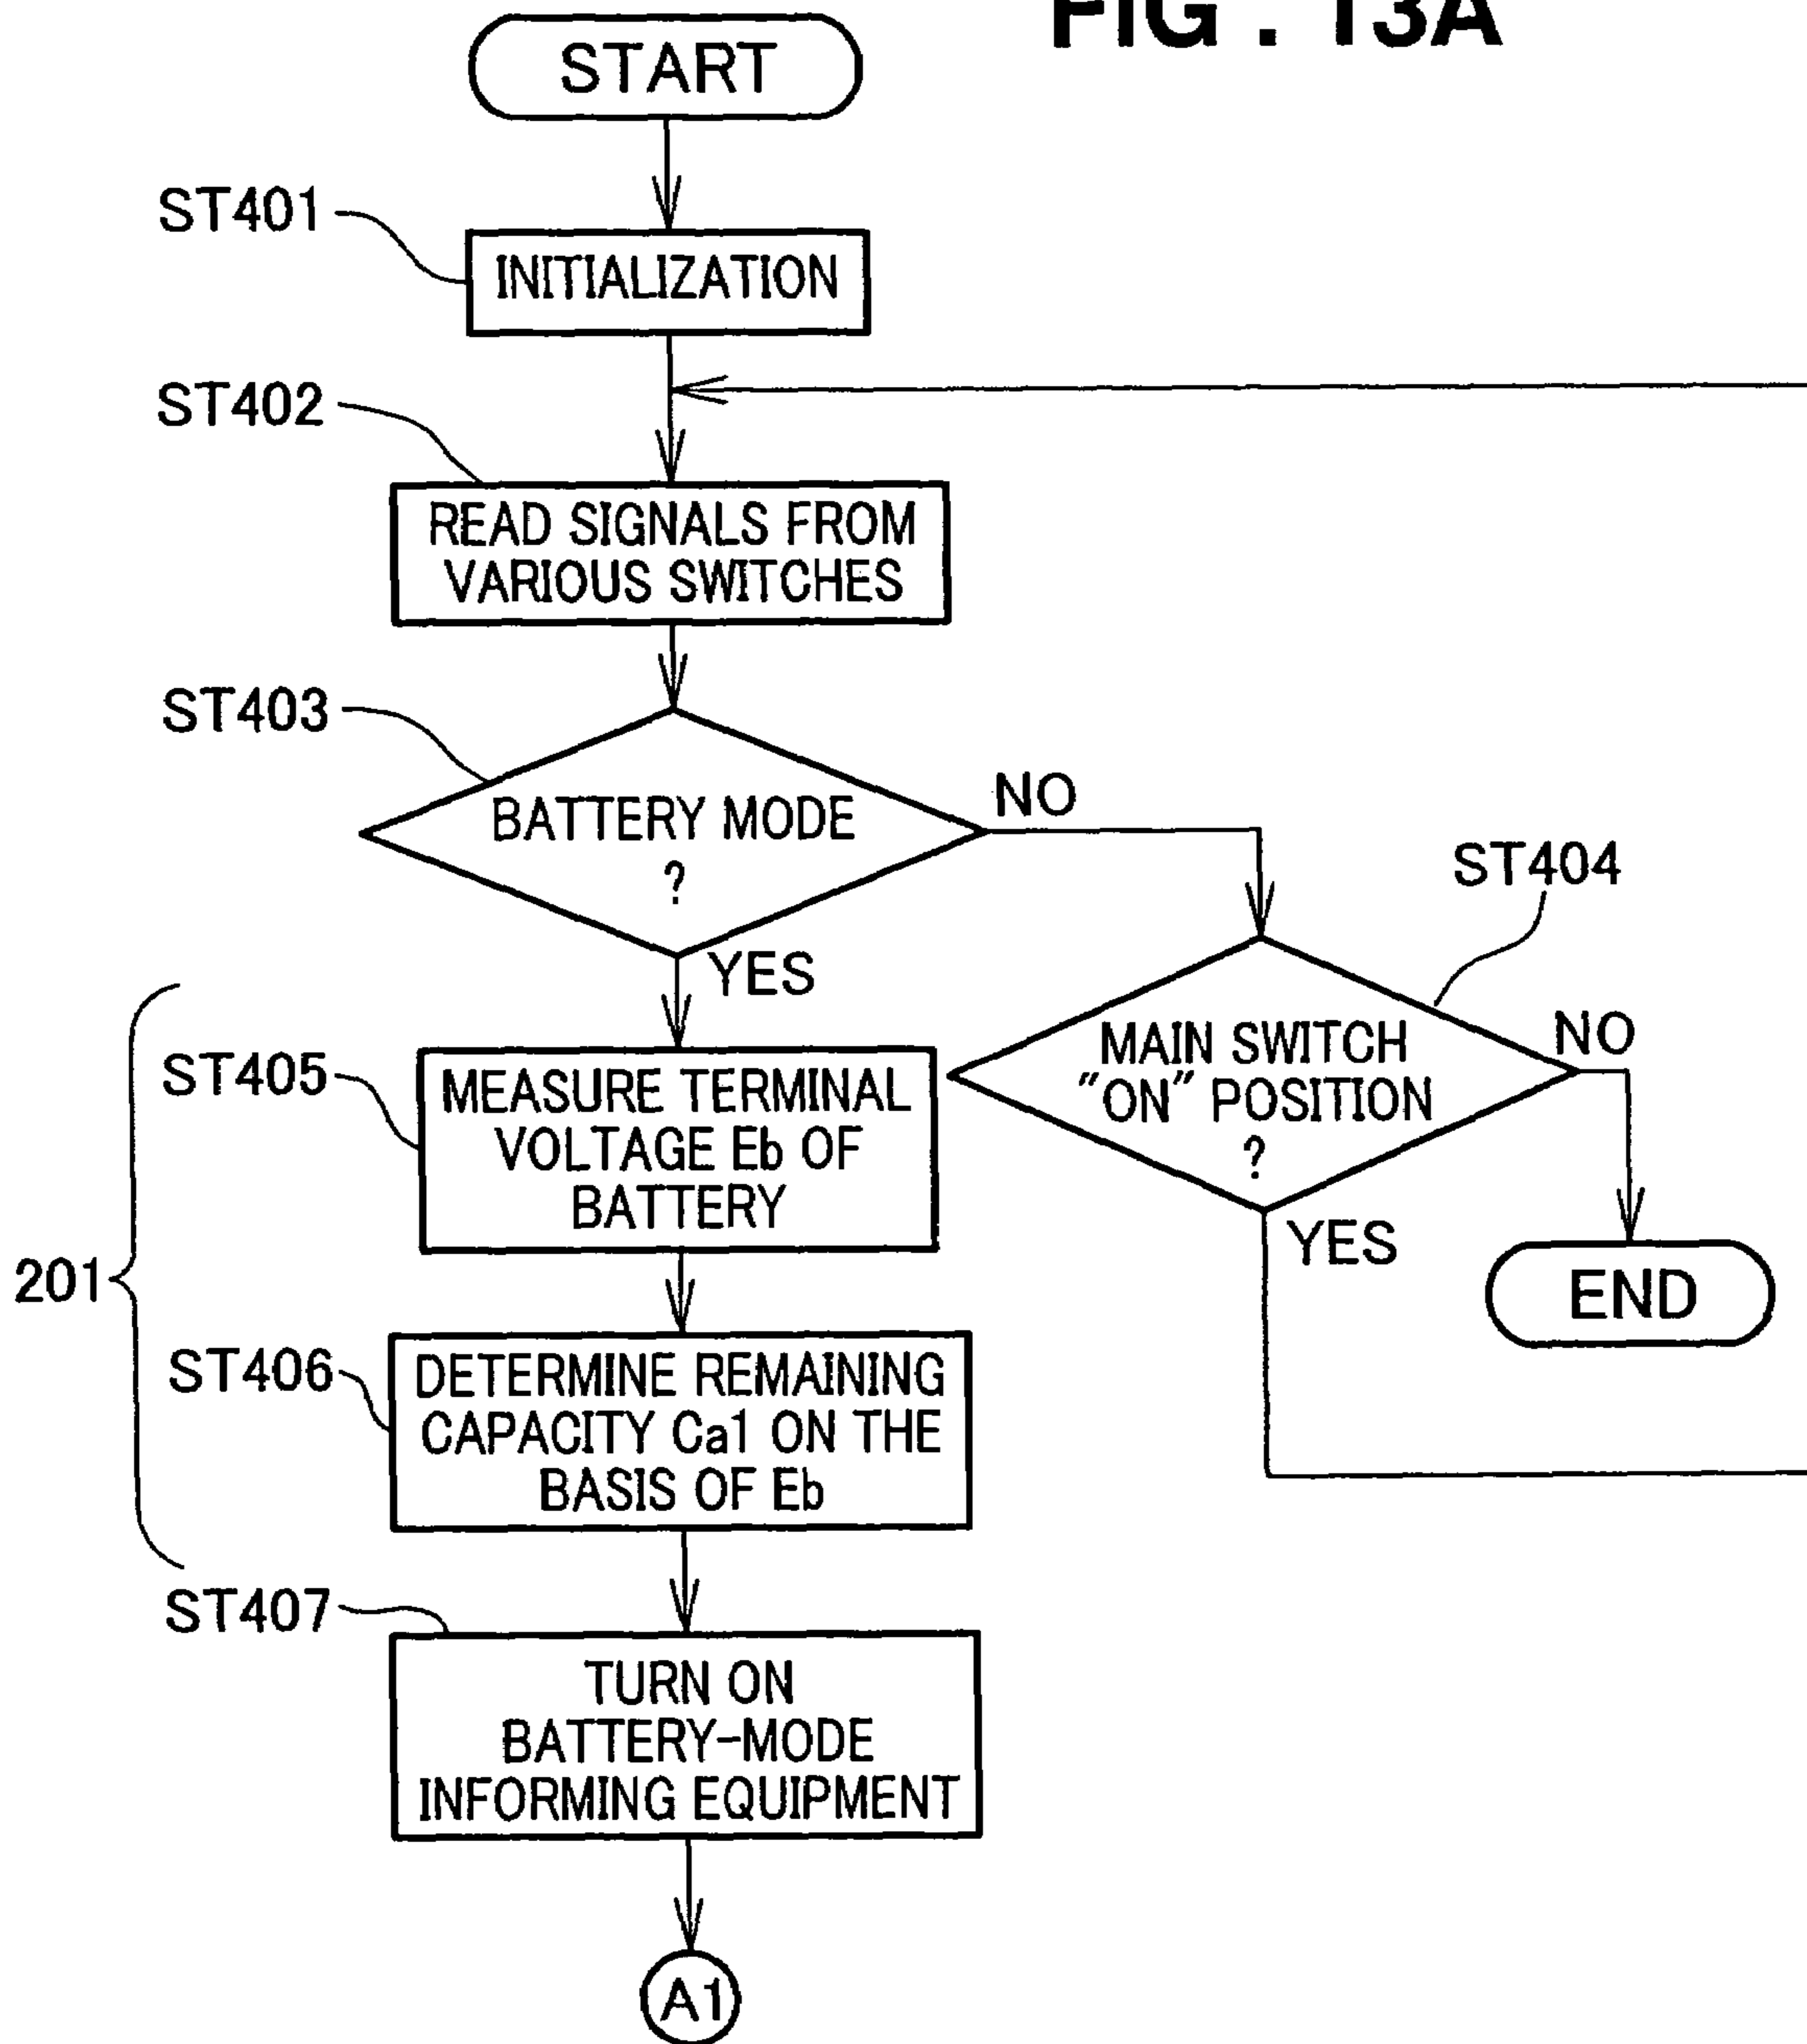 FIG . 13A
START
ST401
INITIALIZATION
ST402
READ SIGNALS FROM
VARIOUS SWITCHES
ST403
BATTERY MODE
?
NO
YES
ST404
MAIN SWITCH
"ON" POSITION
?
NO
YES
END
201
ST405
MEASURE TERMINAL
VOLTAGE Eb OF
BATTERY
ST406
DETERMINE REMAINING
CAPACITY Ca1 ON THE
BASIS OF Eb
ST407
TURN ON
BATTERY-MODE
INFORMING EQUIPMENT
A1